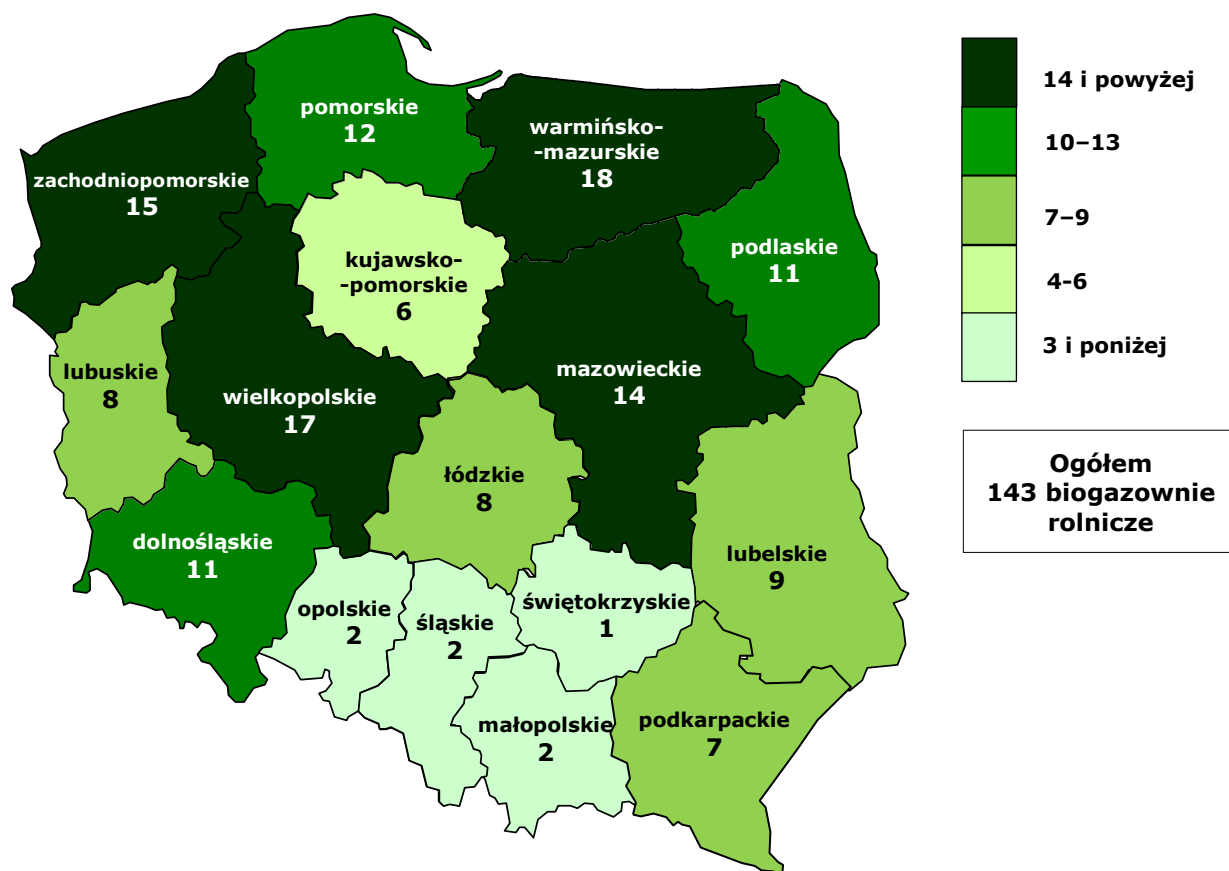 pomorskie
12
warmińsko-
-mazurskie
18
zachodniopomorskie
15
podlaskie
11
kujawsko-
-pomorskie
6
lubuskie
8
wielkopolskie
17
mazowieckie
14
łódzkie
8
dolnośląskie
11
lubelskie
9
opolskie
2
śląskie
2
świętokrzyskie
1
małopolskie
2
podkarpackie
7
14 i powyżej
10–13
7–9
4-6
3 i poniżej
Ogółem
143 biogazownie
rolnicze